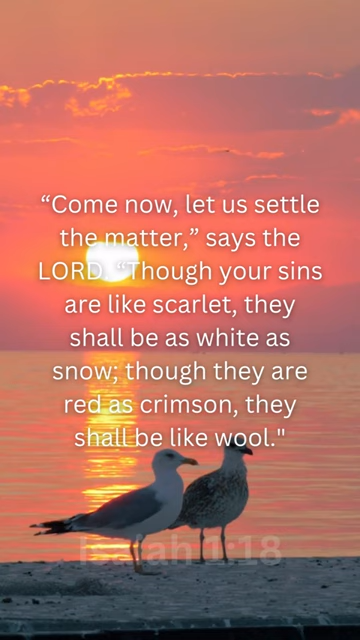 “Come now, let us settle
the matter,” says the
LORD. “Though your sins
are like scarlet, they
shall be as white as
snow; though they are
red as crimson, they
shall be like wool."
Isaiah 1:18